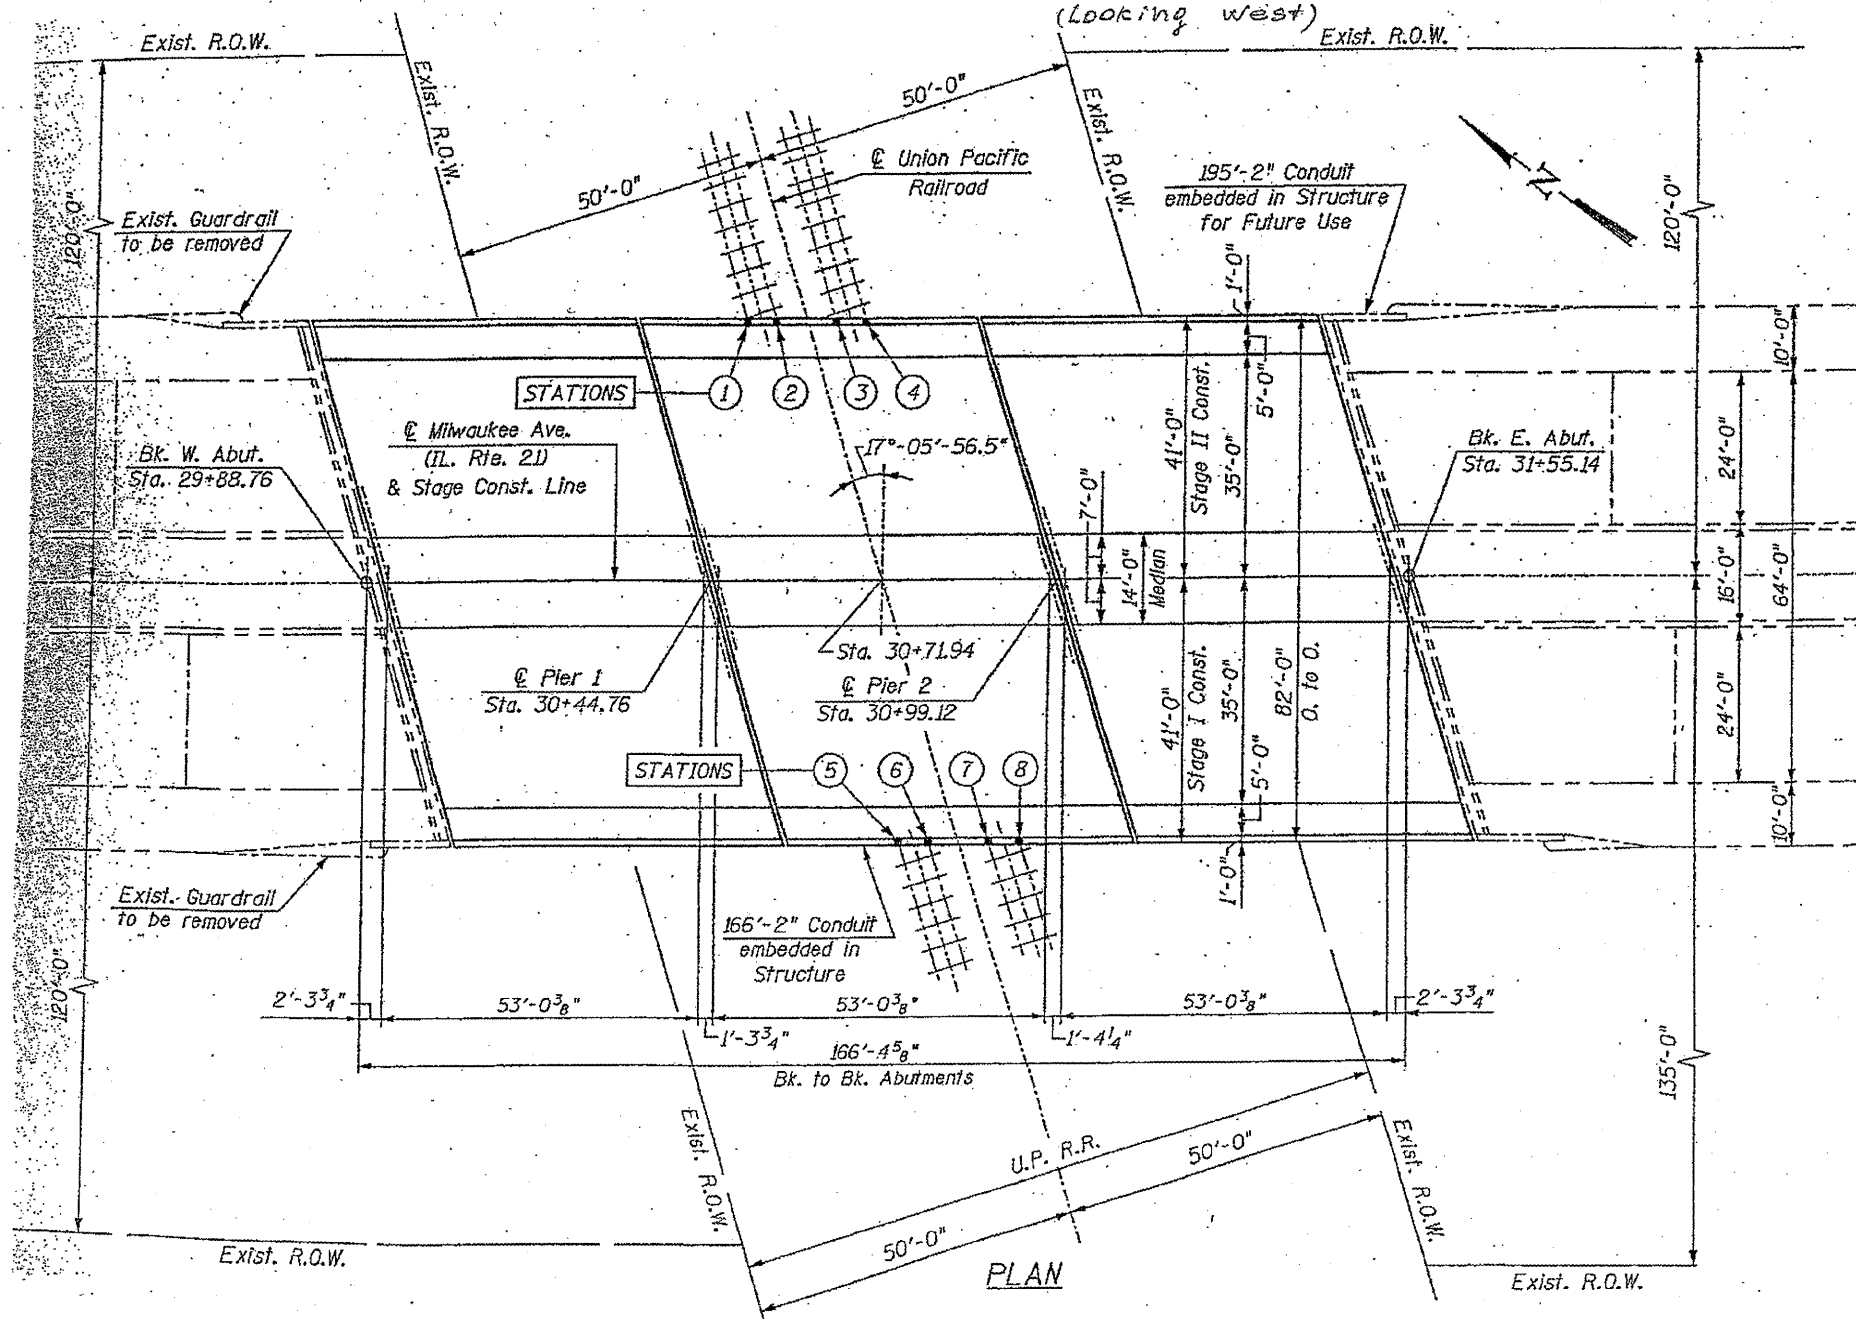 (Looking west)
Exist. R.O.W.
Exist. R.O.W.
Exist. R.O.W.
Exist. R.O.W.
50'-0"
50'-0"
℄ Union Pacific
Railroad
195'-2" Conduit
embedded in Structure
for Future Use
N
120'-0"
120'-0"
Exist. Guardrail
to be removed
1'-0"
10'-0"
STATIONS
1
2
3
4
5'-0"
41'-0"
Stage II Const.
35'-0"
24'-0"
℄ Milwaukee Ave.
(IL. Rte. 21)
& Stage Const. Line
17°-05'-56.5"
Bk. W. Abut.
Sta. 29+88.76
Bk. E. Abut.
Sta. 31+55.14
7'-0"
14'-0"
Median
16'-0"
64'-0"
Sta. 30+71.94
℄ Pier 1
Sta. 30+44.76
℄ Pier 2
Sta. 30+99.12
41'-0"
Stage I Const.
35'-0"
82'-0"
O. to O.
24'-0"
STATIONS
5
6
7
8
5'-0"
10'-0"
1'-0"
Exist. Guardrail
to be removed
166'-2" Conduit
embedded in
Structure
120'-0"
2'-3¾"
53'-0⅜"
53'-0⅜"
53'-0⅜"
2'-3¾"
1'-3¾"
1'-4¼"
166'-4⅝"
Bk. to Bk. Abutments
135'-0"
Exist. R.O.W.
U.P. R.R.
50'-0"
Exist. R.O.W.
50'-0"
Exist. R.O.W.
PLAN
Exist. R.O.W.